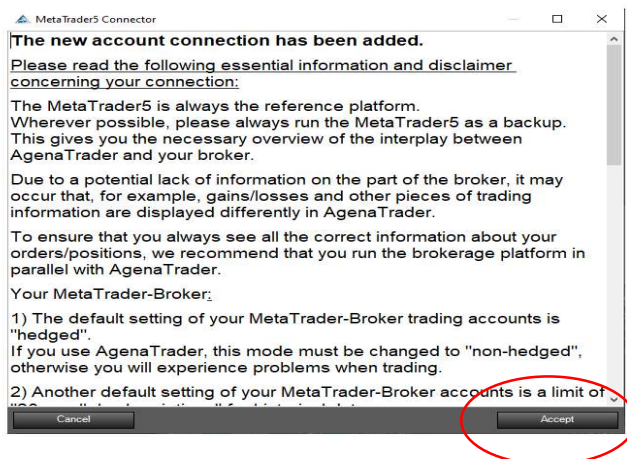 MetaTrader5 Connector
The new account connection has been added.
Please read the following essential information and disclaimer
concerning your connection:
The MetaTrader5 is always the reference platform.
Wherever possible, please always run the MetaTrader5 as a backup.
This gives you the necessary overview of the interplay between
AgenaTrader and your broker.
Due to a potential lack of information on the part of the broker, it may
occur that, for example, gains/losses and other pieces of trading
information are displayed differently in AgenaTrader.
To ensure that you always see all the correct information about your
orders/positions, we recommend that you run the brokerage platform in
parallel with AgenaTrader.
Your MetaTrader-Broker:
1) The default setting of your MetaTrader-Broker trading accounts is
"hedged".
If you use AgenaTrader, this mode must be changed to "non-hedged",
otherwise you will experience problems when trading.
2) Another default setting of your MetaTrader-Broker accounts is a limit of
Cancel Accept